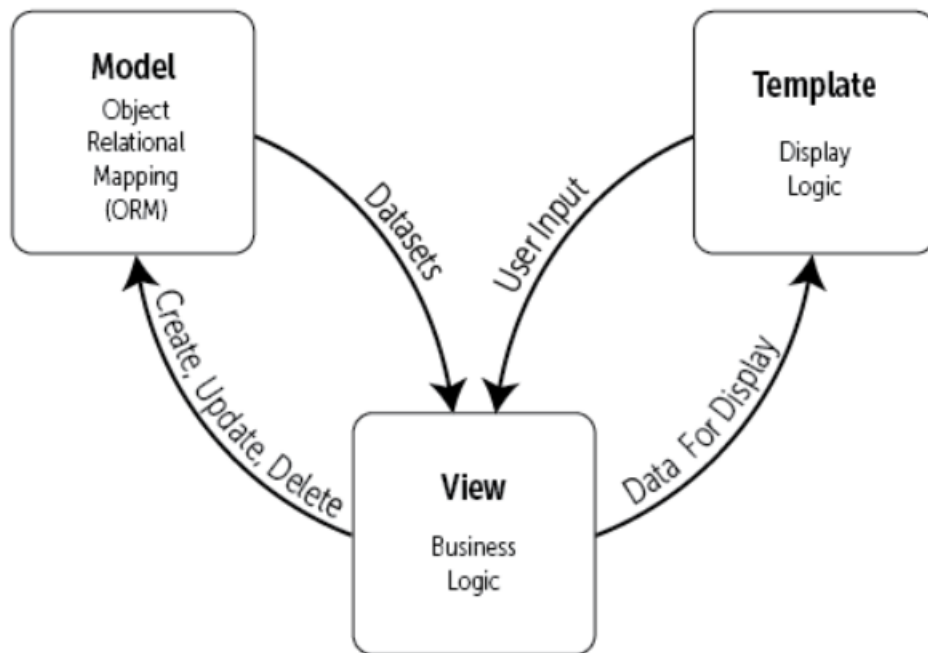 Model
Object
Relational
Mapping
(ORM)
Template
Display
Logic
Datasets
User Input
Create, Update, Delete
Data For Display
View
Business
Logic